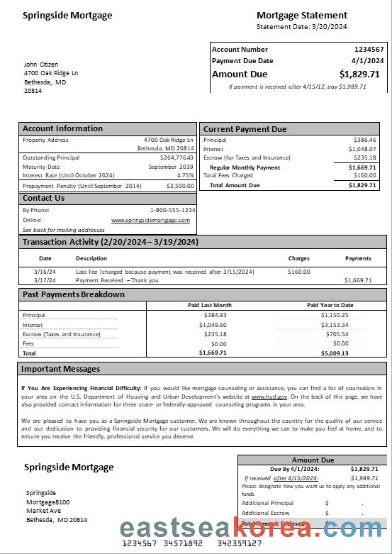 Springside Mortgage
Mortgage Statement
Statement Date: 3/20/2024
John Citizen
4700 Oak Ridge Ln
Bethesda, MD
20814
Account Number 1234567
Payment Due Date 4/1/2024
Amount Due $1,829.71
If payment is received after 4/15/12, pay $1,989.71
Account Information
Property Address 4700 Oak Ridge Ln
Bethesda, MD 20814
Outstanding Principal $264,776.43
Maturity Date September 2039
Interest Rate (Until October 2024) 4.75%
Prepayment Penalty (Until September 2014) $3,500.00
Contact Us
By Phone: 1-800-555-1234
Online: www.springsidemortgage.com
See back for mailing addresses
Current Payment Due
Principal $386.46
Interest $1,048.07
Escrow (for Taxes and Insurance) $235.18
Regular Monthly Payment $1,669.71
Total Fees Charged $160.00
Total Amount Due $1,829.71
Transaction Activity (2/20/2024 – 3/19/2024)
Date Description Charges Payments
3/16/24 Late Fee (charged because payment was received after 3/15/2024) $160.00
3/17/24 Payment Received – Thank you $1,669.71
Past Payments Breakdown
Paid Last Month Paid Year to Date
Principal $384.93 $1,150.25
Interest $1,049.60 $3,153.34
Escrow (Taxes and Insurance) $235.18 $705.54
Fees $0.00 $0.00
Total $1,669.71 $5,009.13
Important Messages
If You Are Experiencing Financial Difficulty: if you would like mortgage counseling or assistance, you can find a list of counselors in
your area on the U.S. Department of Housing and Urban Development's website at www.hud.gov. On the back of this page, we have
also provided contact information for three state- or federally-approved counseling programs in your area.
We are pleased to have you as a Springside Mortgage customer. We are known throughout the country for the quality of our service
and our dedication to providing financial security for our customers. We will do everything we can to make you feel at home, and to
ensure you receive the friendly, professional service you deserve.
Springside Mortgage
Springside
Mortgage8100
Market Ave
Bethesda, MD 20814
Amount Due
Due By 4/1/2024: $1,829.71
If received after 4/15/2024: $1,989.71
Please designate how you want us to apply any additional
funds.
Additional Principal $ .
Additional Escrow $ .
eastseakorea.com
1234567 34571892 342359127